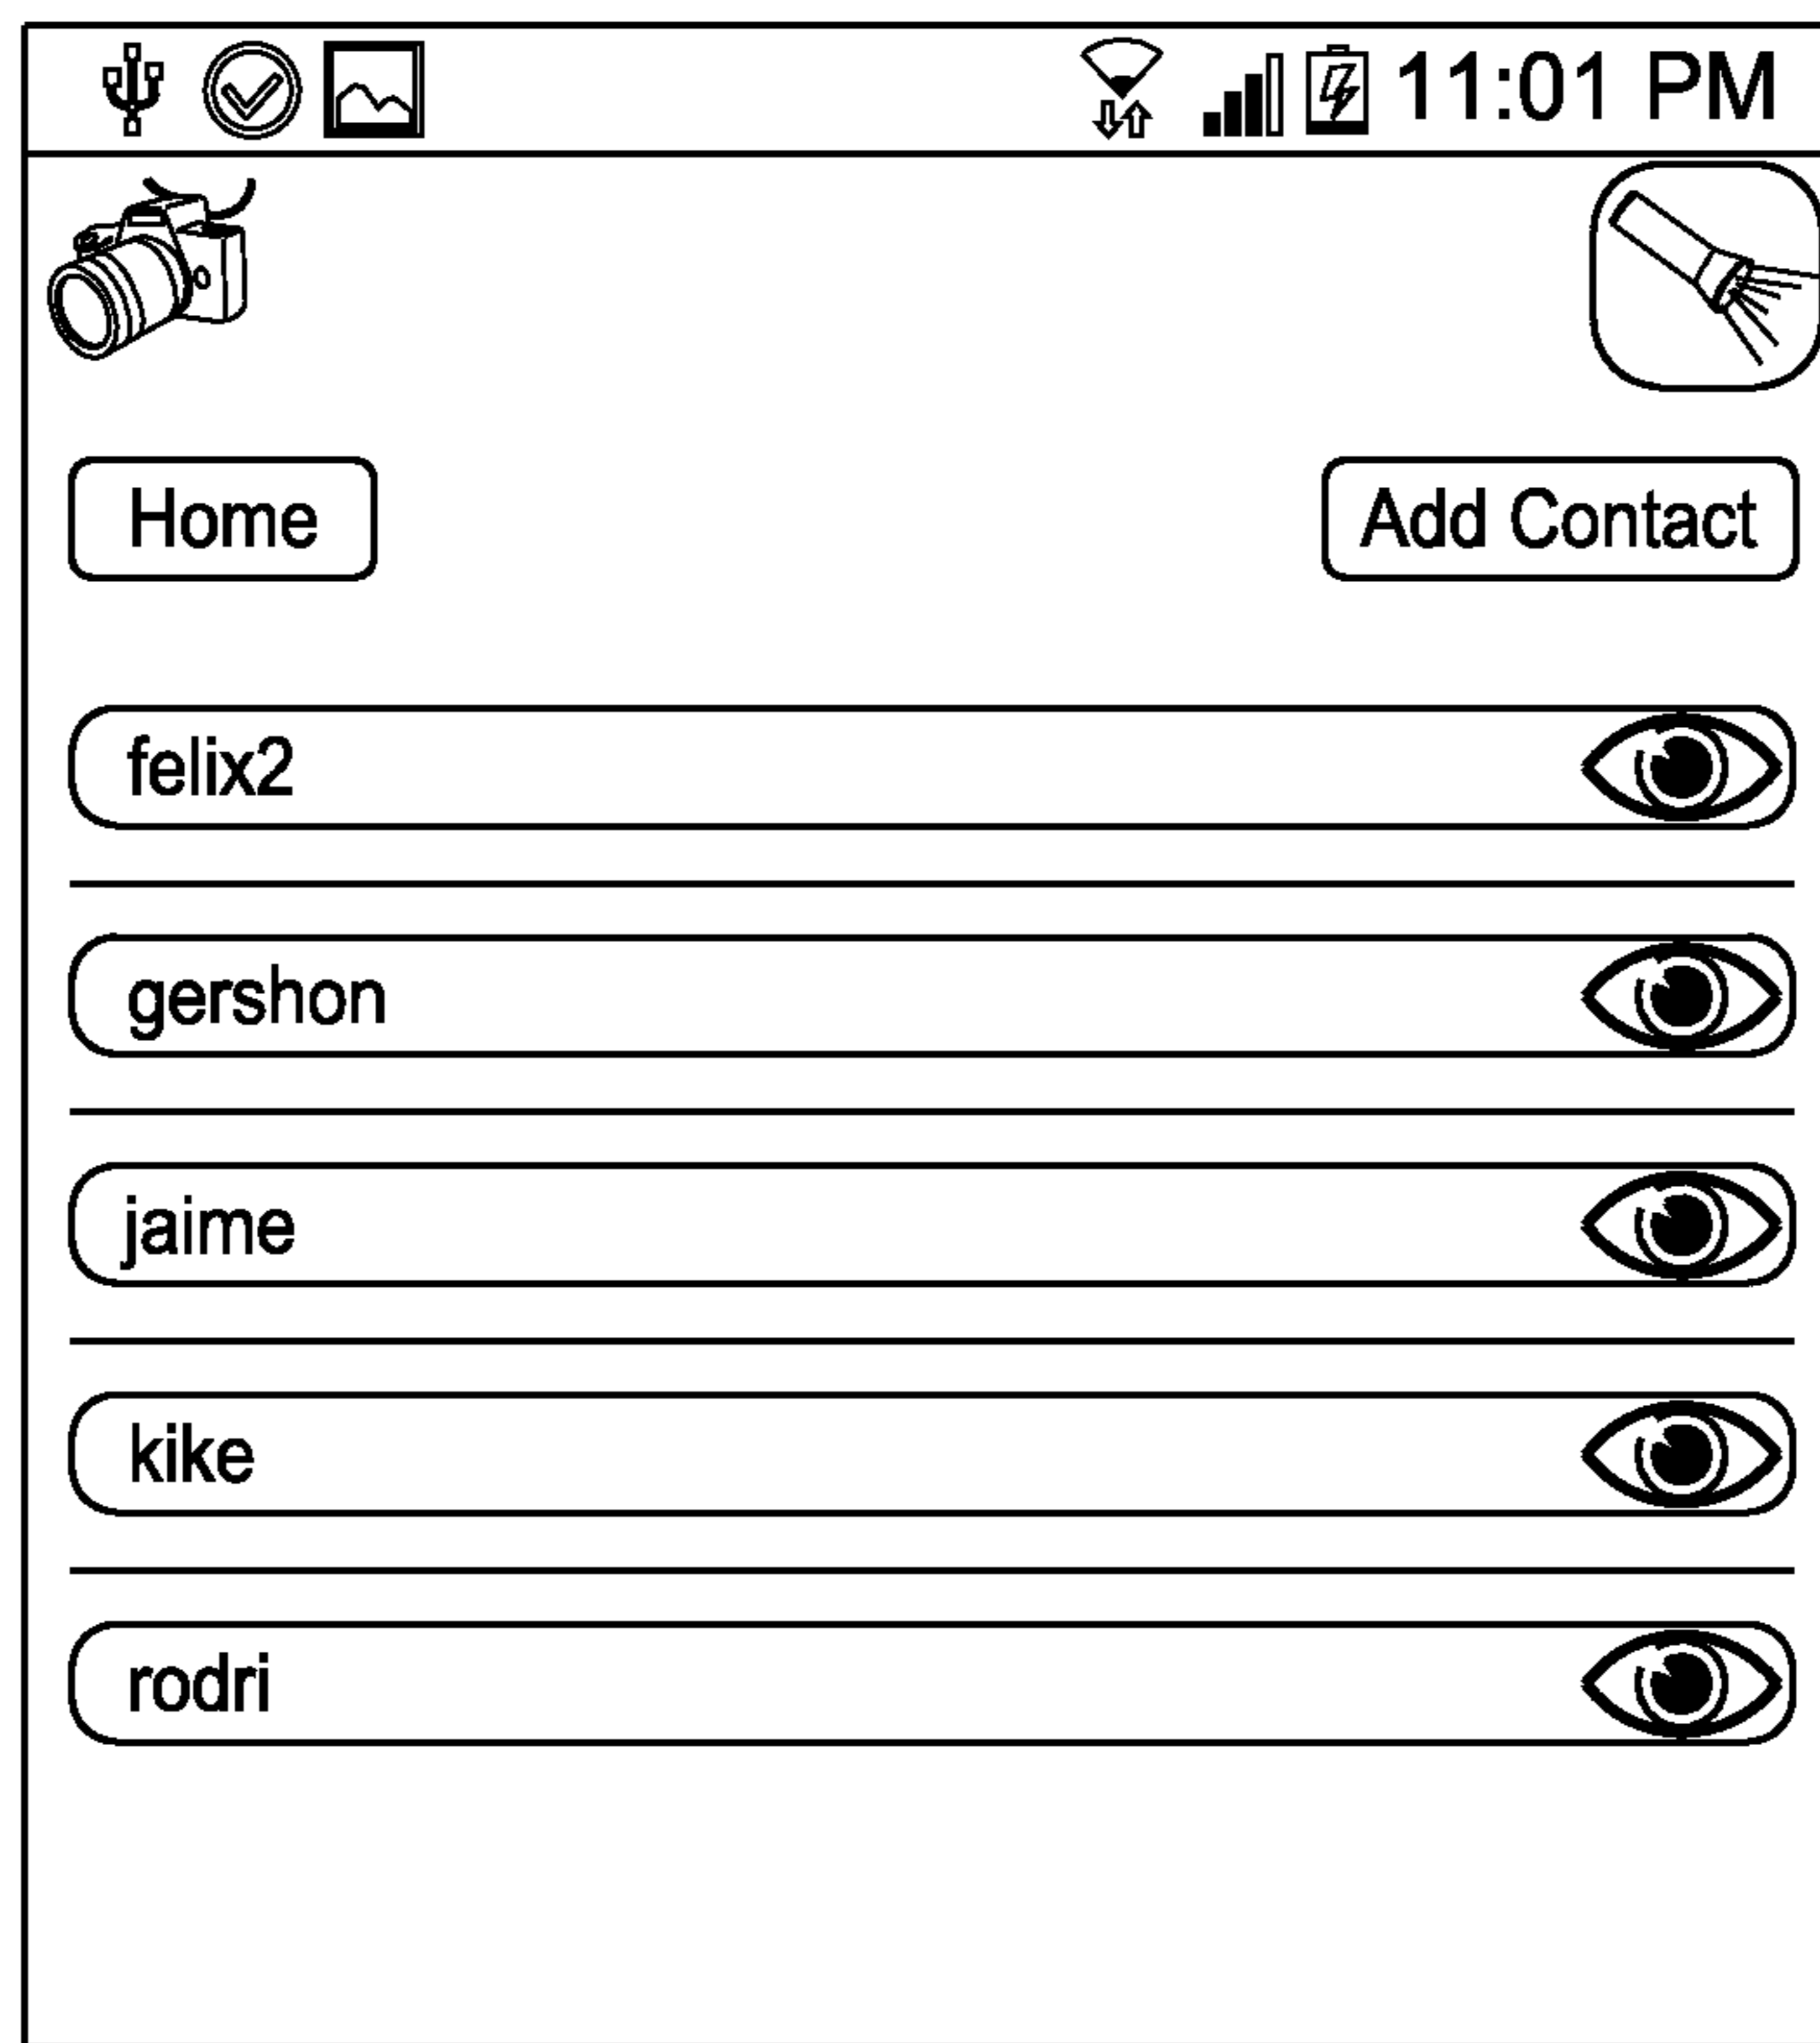 11:01 PM
Home
Add Contact
felix2
gershon
jaime
kike
rodri